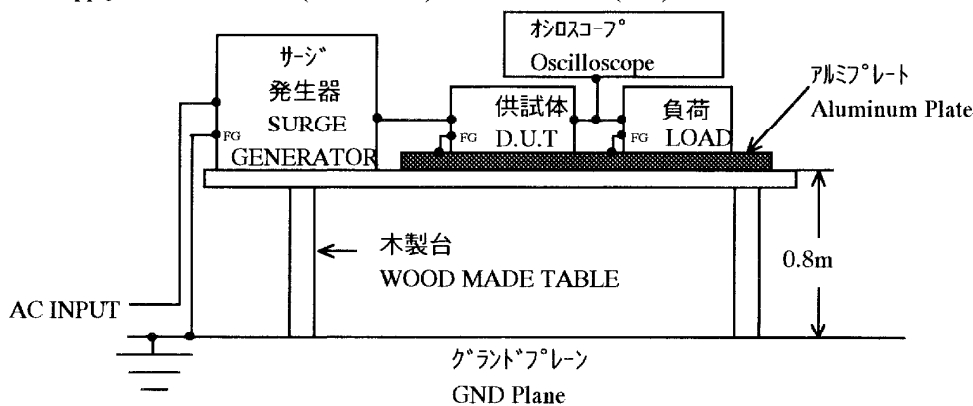 オシロスコープ
Oscilloscope
サージ
発生器
SURGE
GENERATOR
FG
供試体
D.U.T
FG
負荷
LOAD
FG
アルミプレート
Aluminum Plate
木製台
WOOD MADE TABLE
0.8m
AC INPUT
グランドプレーン
GND Plane